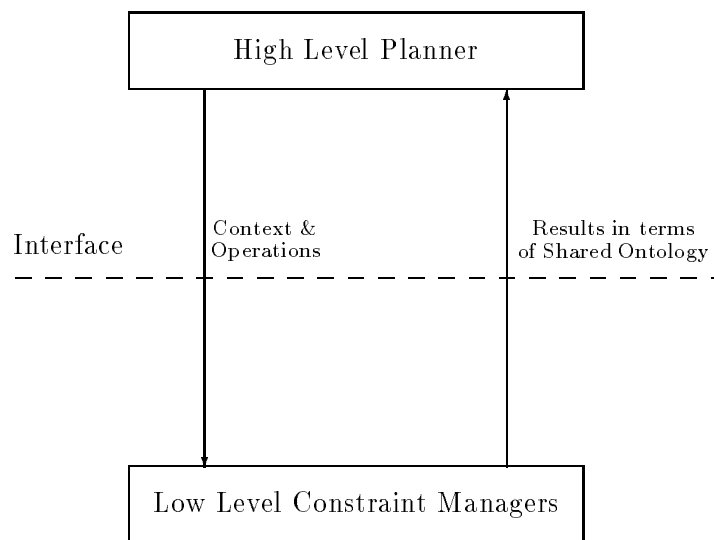 High Level Planner
Context &
Operations
Results in terms
of Shared Ontology
Interface
Low Level Constraint Managers